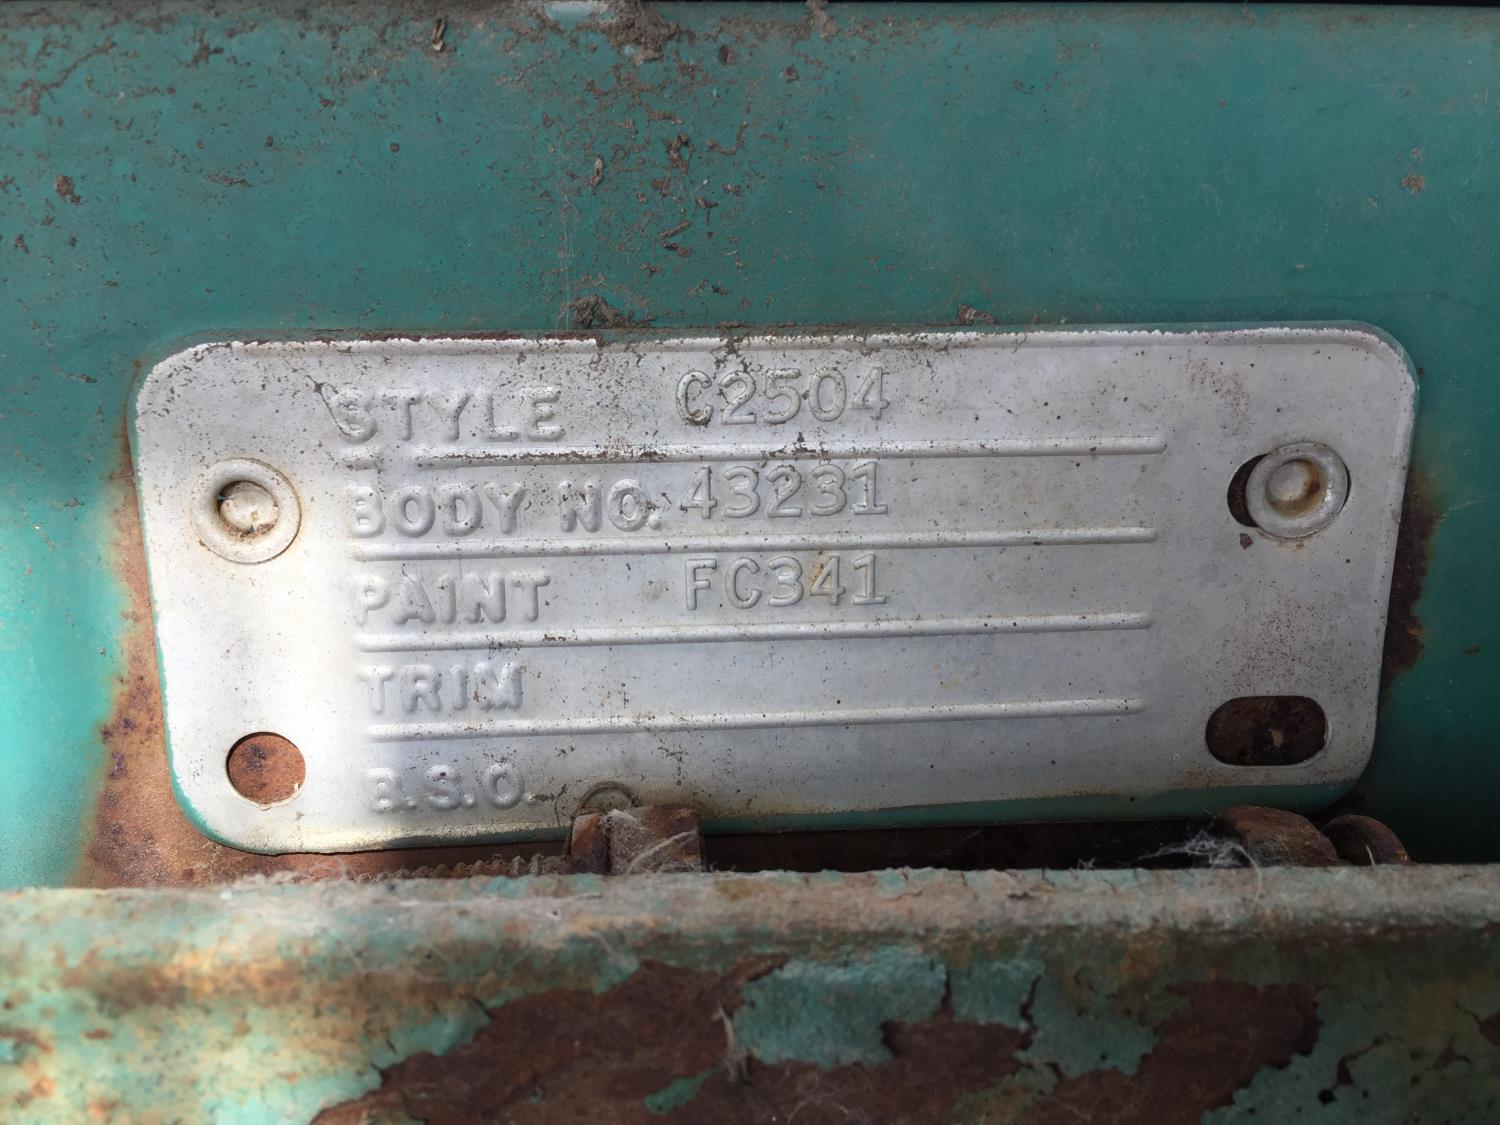 STYLE C2504
BODY NO. 43231
PAINT FC341
TRIM
B.S.O.